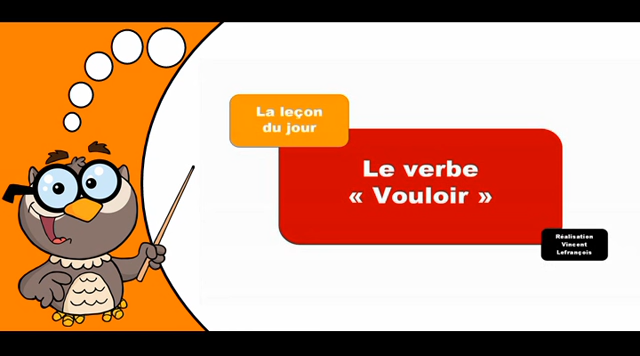 La leçon
du jour
Le verbe
« Vouloir »
Réalisation
Vincent
Lefrançois